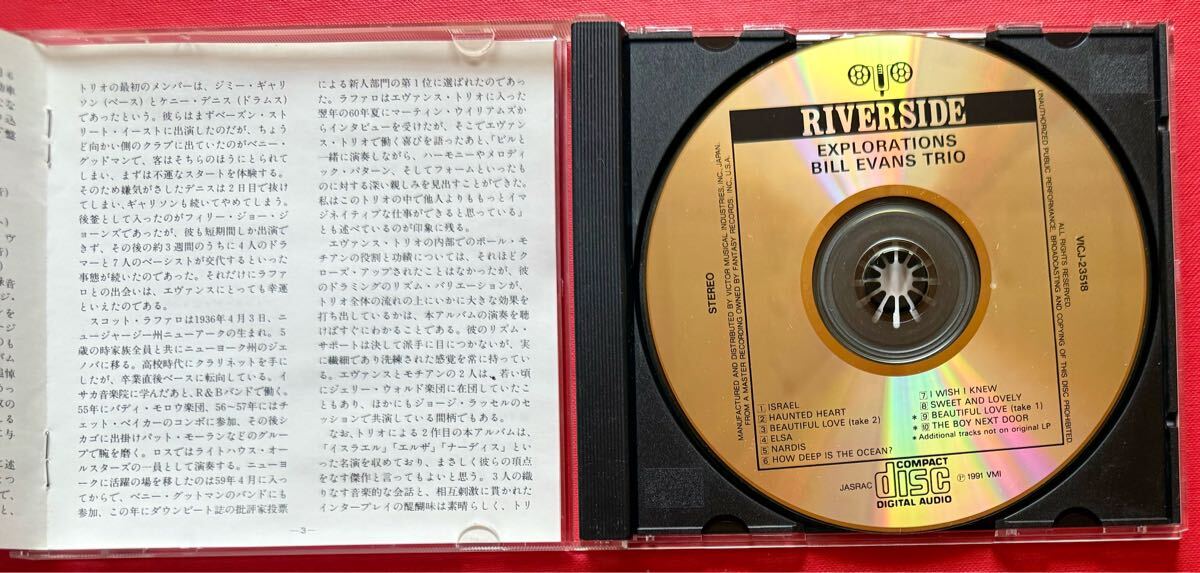 トリオの最初のメンバーは、ジミー・ギャリ
ソン（ベース）とケニー・デニス（ドラムス）
であったという。彼らはまずベーズン・スト
リート・イーストに出演したのだが、ちょう
ど向かい側のクラブに出ていたのがベニー・
グッドマンで、客はそちらのほうにとられて
しまい、まずは不運なスタートを体験する。
そのため嫌気がさしたデニスは２日目で抜け
てしまい、ギャリソンも続いてやめてしまう。
後釜として入ったのがフィリー・ジョー・ジ
ョーンズであったが、彼も短期間しか出演で
きず、その後の約３週間のうちに４人のドラ
マーと７人のベーシストが交代するといった
事態が続いたのであった。それだけにラファ
ロとの出会いは、エヴァンスにとっても幸運
といえたのである。
　スコット・ラファロは1936年４月３日、ニ
ュージャージー州ニューアークの生まれ。５
歳の時家族全員と共にニューヨーク州のジェ
ノバに移る。高校時代にクラリネットを手に
したが、卒業直後ベースに転向している。イ
サカ音楽院に学んだあと、R＆Bバンドで働く。
55年にバディ・モロウ楽団、56〜57年にはチ
ェット・ベイカーのコンボに参加、その後シ
カゴに出掛けパット・モーランなどのグルー
プで腕を磨く。ロスではライトハウス・オー
ルスターズの一員として演奏する。ニューヨ
ークに活躍の場を移したのは59年４月に入っ
てからで、ベニー・グットマンのバンドにも
参加、この年にダウンビート誌の批評家投票
による新人部門の第１位に選ばれたのであっ
た。ラファロはエヴァンス・トリオに入った
翌年の60年夏にマーティン・ウイリアムズか
らインタビューを受けたが、そこでエヴァン
ス・トリオで働く喜びを語ったあと、「ビルと
一緒に演奏しながら、ハーモニーやメロディ
ック・パターン、そしてフォームといったも
のに対する深い親しみを見出すことができた。
私はこのトリオの中で他人よりももっとイマ
ジネイティブな仕事ができると思っている」
とも述べているのが印象に残る。
　エヴァンス・トリオの内部でのポール・モ
チアンの役割と功績については、それほどク
ローズ・アップされたことはなかったが、彼
のドラミングのリズム・バリエーションが、
トリオ全体の流れの上にいかに大きな効果を
打ち出しているかは、本アルバムの演奏を聴
けばすぐにわかることである。彼のリズム・
サポートは決して派手に目につかないが、実
に繊細であり洗練された感覚を常に持ってい
る。エヴァンスとモチアンの２人は、若い頃
にジェリー・ウォルド楽団に在団していたこ
ともあり、ほかにもジョージ・ラッセルのセ
ッションで共演している間柄でもある。
　なお、トリオによる２作目の本アルバムは、
「イスラエル」「エルザ」「ナーディス」といっ
た名演を収めており、まさしく彼らの頂点
をなす傑作と言ってもよいと思う。３人の織
りなす音楽的な会話と、相互刺激に貫かれた
インタープレイの醍醐味は素晴らしく、トリ
—3—
RIVERSIDE
EXPLORATIONS
BILL EVANS TRIO
STEREO
VICJ-23518
MANUFACTURED AND DISTRIBUTED BY VICTOR MUSICAL INDUSTRIES, INC., JAPAN.
FROM A MASTER RECORDING OWNED BY FANTASY RECORDS, INC., U.S.A.
ALL RIGHTS RESERVED.
UNAUTHORIZED PUBLIC PERFORMANCE, BROADCASTING AND COPYING OF THIS DISC PROHIBITED.
1 ISRAEL
2 HAUNTED HEART
3 BEAUTIFUL LOVE (take 2)
4 ELSA
5 NARDIS
6 HOW DEEP IS THE OCEAN?
7 I WISH I KNEW
8 SWEET AND LOVELY
*9 BEAUTIFUL LOVE (take 1)
*10 THE BOY NEXT DOOR
*Additional tracks not on original LP
JASRAC
COMPACT
disc
DIGITAL AUDIO
Ⓟ 1991 VMI